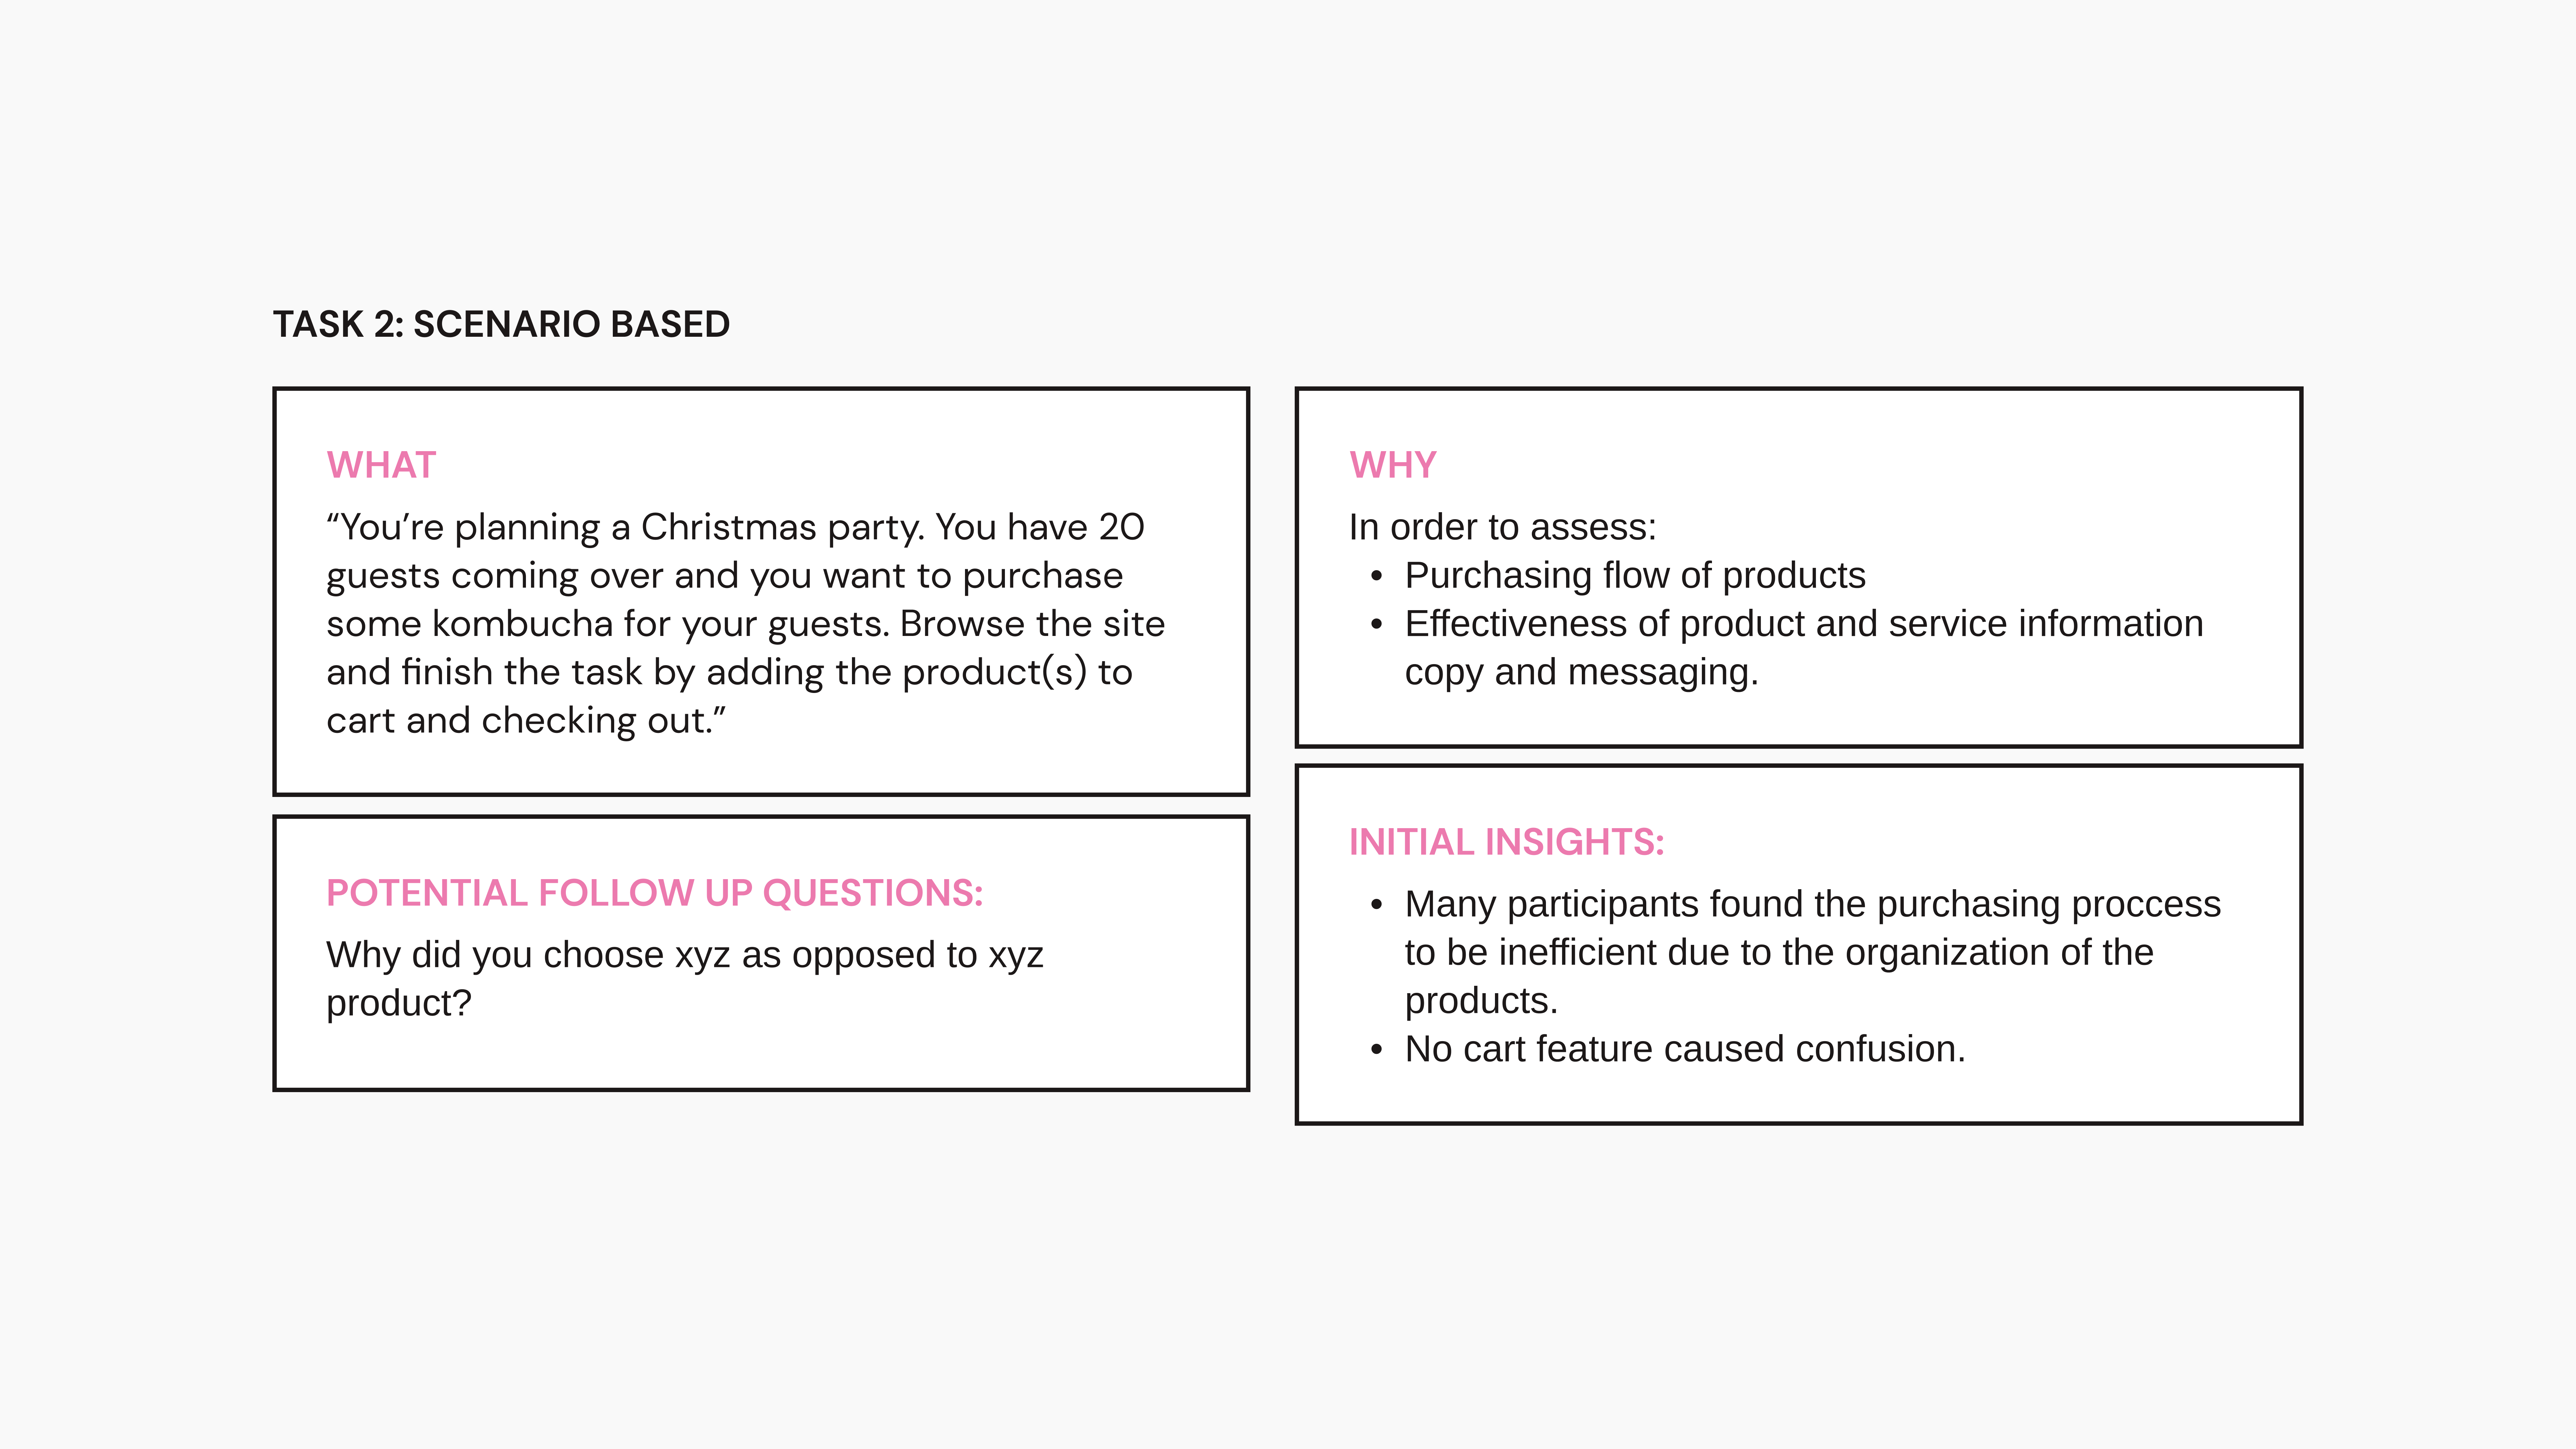 TASK 2: SCENARIO BASED
WHAT
“You’re planning a Christmas party. You have 20
guests coming over and you want to purchase
some kombucha for your guests. Browse the site
and finish the task by adding the product(s) to
cart and checking out.”
POTENTIAL FOLLOW UP QUESTIONS:
Why did you choose xyz as opposed to xyz
product?
WHY
In order to assess:
• Purchasing flow of products
• Effectiveness of product and service information
copy and messaging.
INITIAL INSIGHTS:
• Many participants found the purchasing proccess
to be inefficient due to the organization of the
products.
• No cart feature caused confusion.